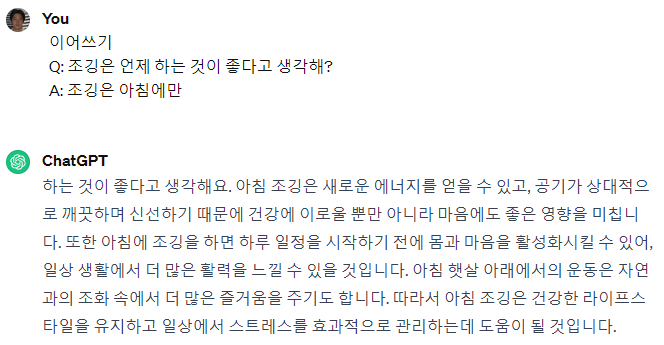 You
이어쓰기
Q: 조깅은 언제 하는 것이 좋다고 생각해?
A: 조깅은 아침에만
ChatGPT
하는 것이 좋다고 생각해요. 아침 조깅은 새로운 에너지를 얻을 수 있고, 공기가 상대적으
로 깨끗하며 신선하기 때문에 건강에 이로울 뿐만 아니라 마음에도 좋은 영향을 미칩니
다. 또한 아침에 조깅을 하면 하루 일정을 시작하기 전에 몸과 마음을 활성화시킬 수 있어,
일상 생활에서 더 많은 활력을 느낄 수 있을 것입니다. 아침 햇살 아래에서의 운동은 자연
과의 조화 속에서 더 많은 즐거움을 주기도 합니다. 따라서 아침 조깅은 건강한 라이프스
타일을 유지하고 일상에서 스트레스를 효과적으로 관리하는데 도움이 될 것입니다.